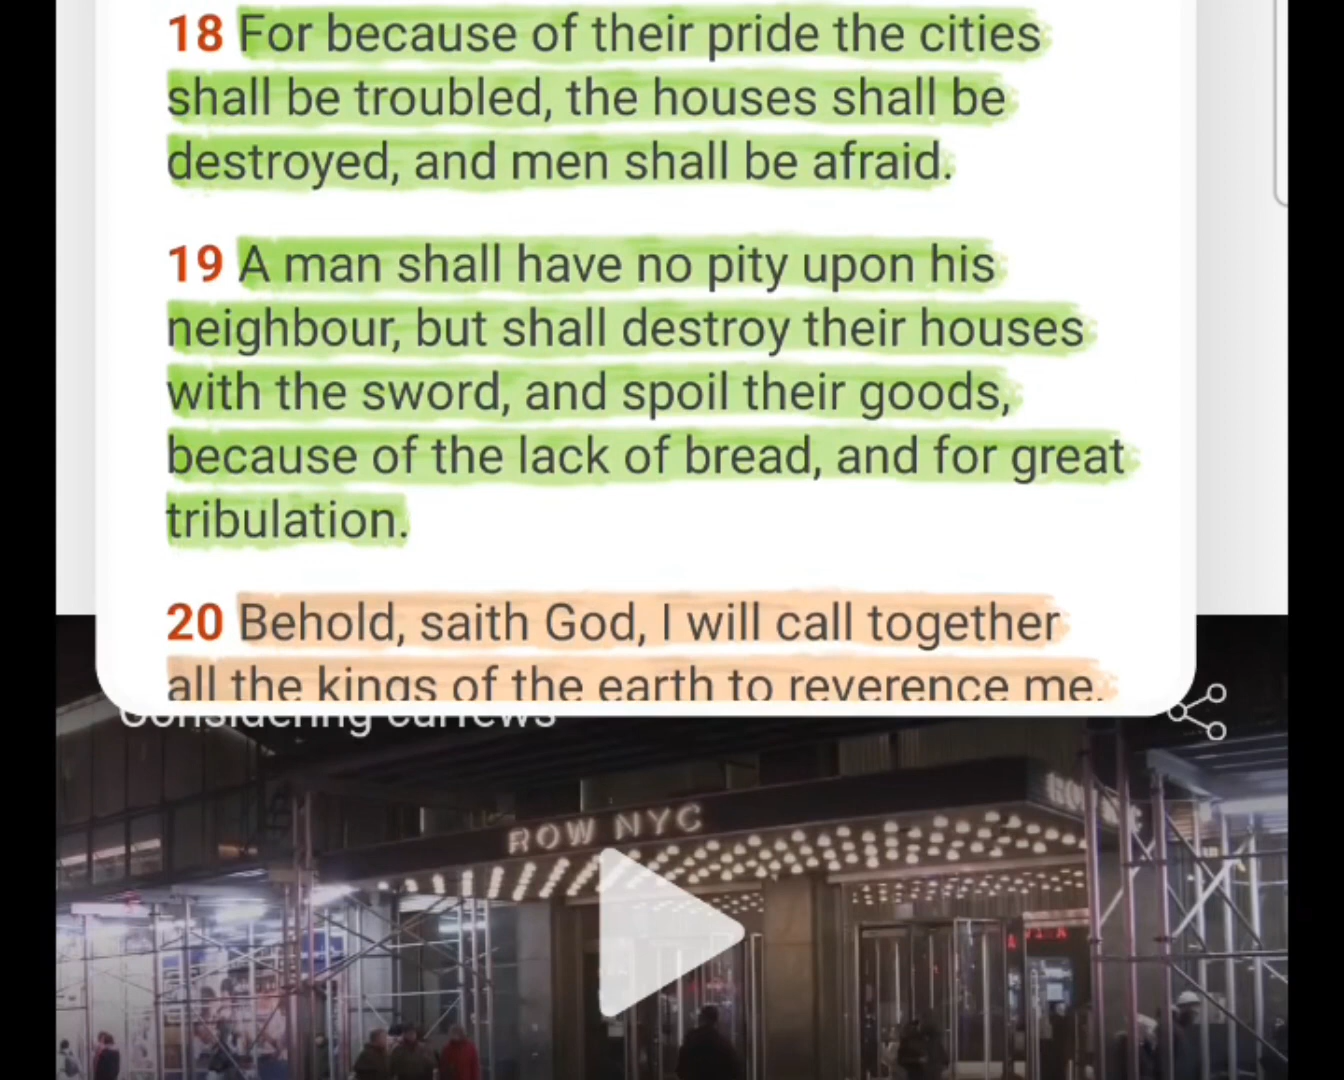 18 For because of their pride the cities
shall be troubled, the houses shall be
destroyed, and men shall be afraid.
19 A man shall have no pity upon his
neighbour, but shall destroy their houses
with the sword, and spoil their goods,
because of the lack of bread, and for great
tribulation.
20 Behold, saith God, I will call together
all the kings of the earth to reverence me,
Considering curfews
ROW NYC